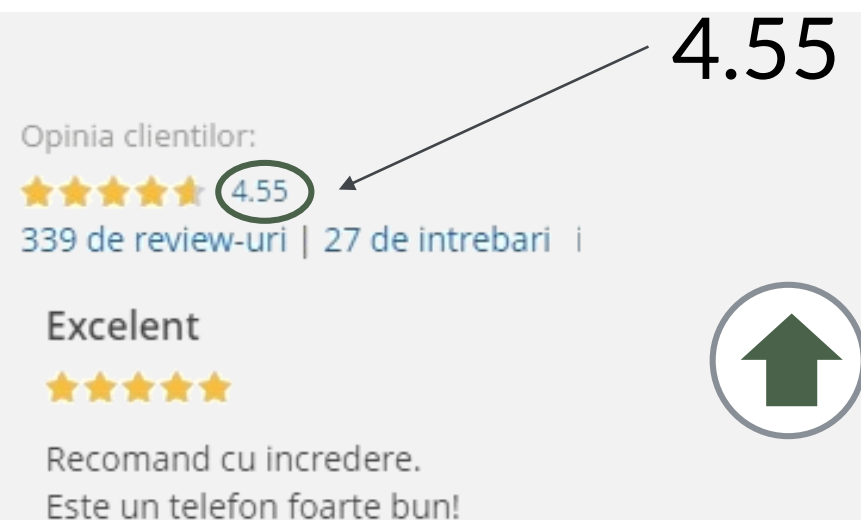 4.55
Opinia clientilor:
4.55
339 de review-uri | 27 de intrebari i
Excelent
Recomand cu incredere.
Este un telefon foarte bun!